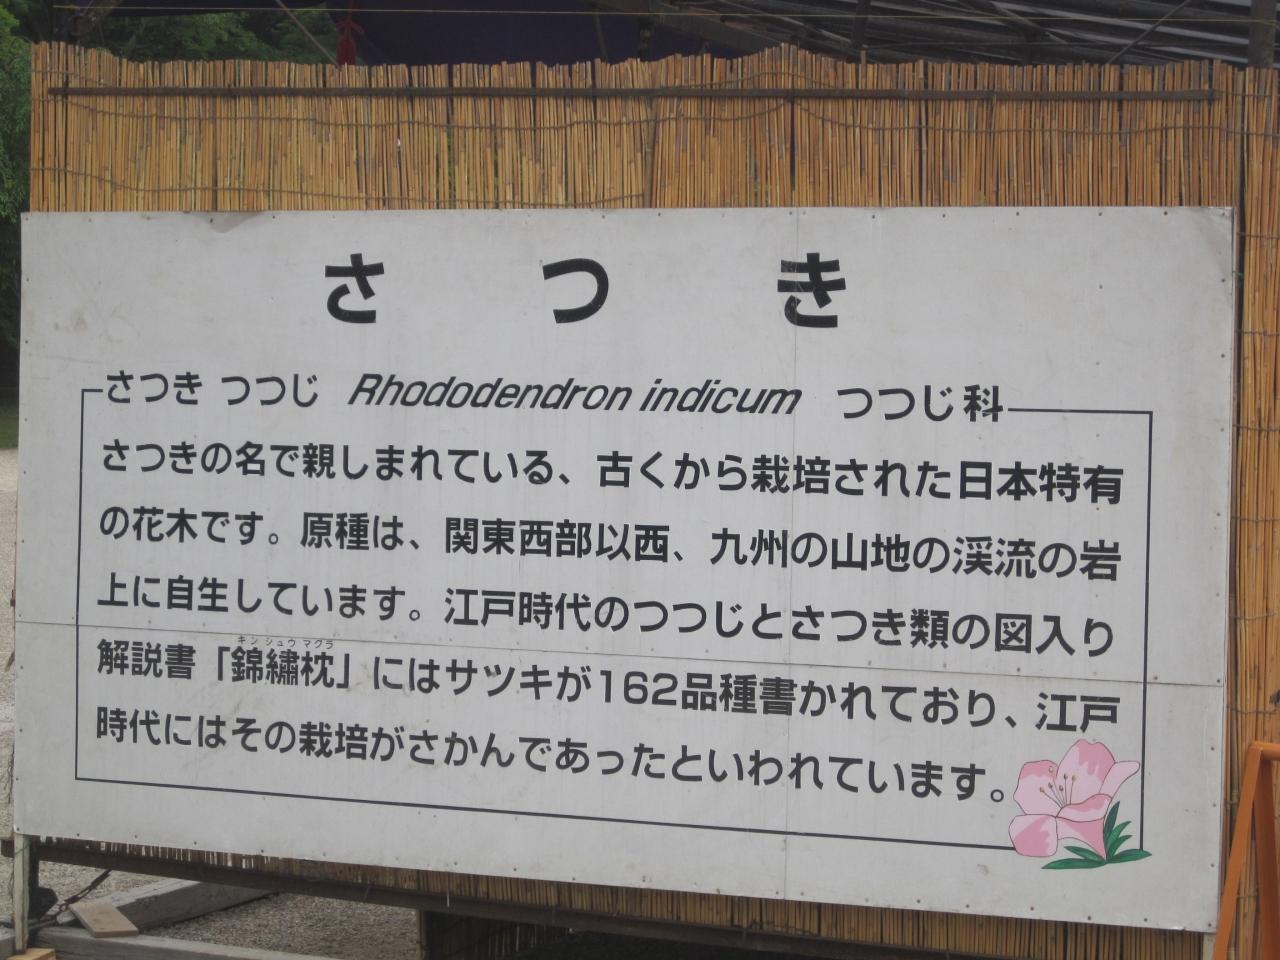 さつき
さつき つつじ Rhododendron indicum つつじ科
さつきの名で親しまれている、古くから栽培された日本特有
の花木です。原種は、関東西部以西、九州の山地の渓流の岩
上に自生しています。江戸時代のつつじとさつき類の図入り
キン シュウ マクラ
解説書「錦繡枕」にはサツキが162品種書かれており、江戸
時代にはその栽培がさかんであったといわれています。